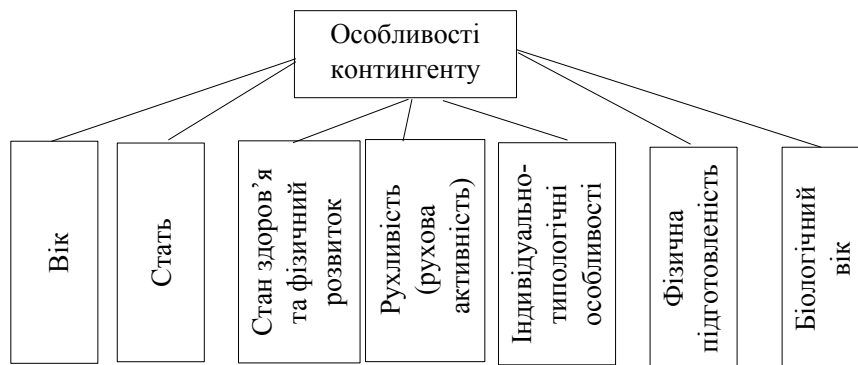 Особливості
контингенту
Вік
Стать
Стан здоров’я
та фізичний
розвиток
Рухливість
(рухова
активність)
Індивідуально-
типологічні
особливості
Фізична
підготовленість
Біологічний
вік